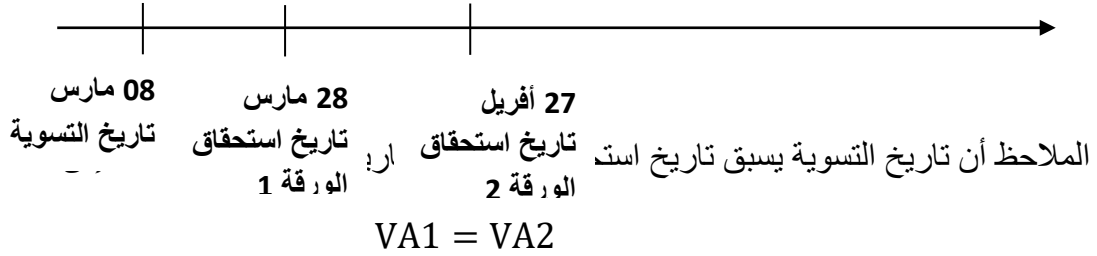 08 مارس
تاريخ التسوية
28 مارس
تاريخ استحقاق
الورقة 1
27 أفريل
تاريخ استحقاق
الورقة 2
الملاحظ أن تاريخ التسوية يسبق تاريخ
VA1 = VA2